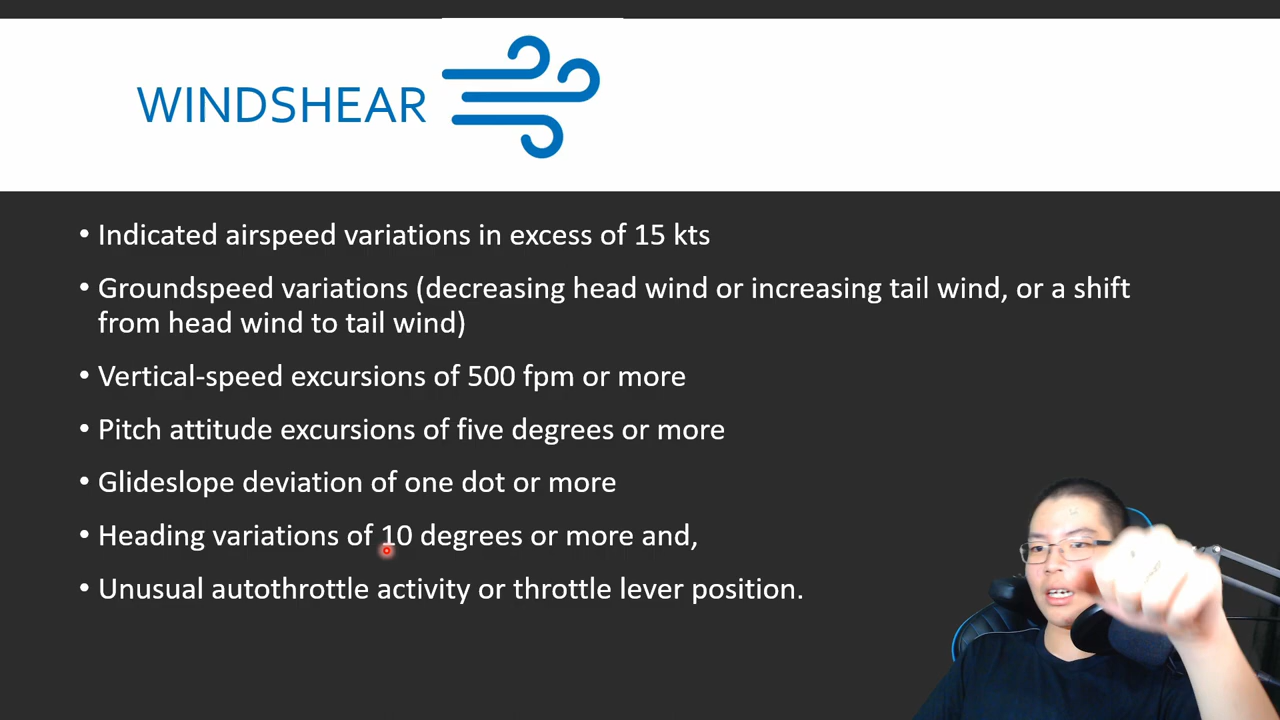 WINDSHEAR
• Indicated airspeed variations in excess of 15 kts
• Groundspeed variations (decreasing head wind or increasing tail wind, or a shift
from head wind to tail wind)
• Vertical-speed excursions of 500 fpm or more
• Pitch attitude excursions of five degrees or more
• Glideslope deviation of one dot or more
• Heading variations of 10 degrees or more and,
• Unusual autothrottle activity or throttle lever position.